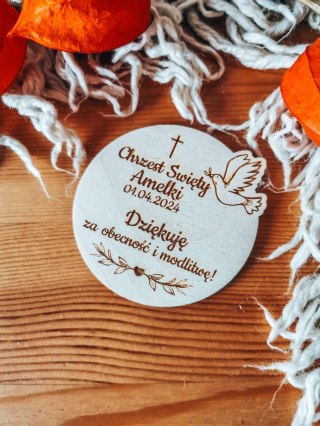 Chrzest Święty
Amelki
01.04.2024
Dziękuję
za obecność i modlitwę!